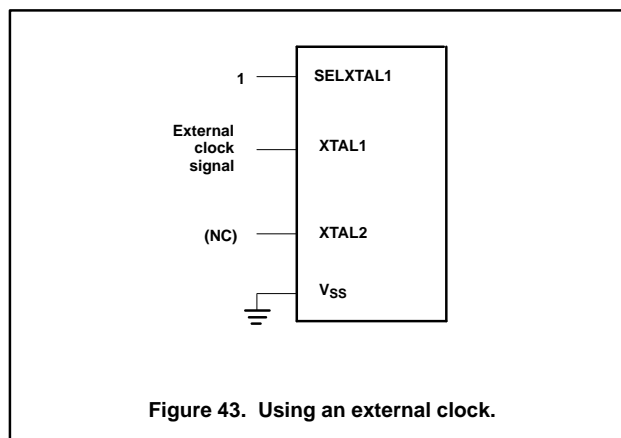 1
SELXTAL1
External
clock
signal
XTAL1
(NC)
XTAL2
VSS
Figure 43. Using an external clock.